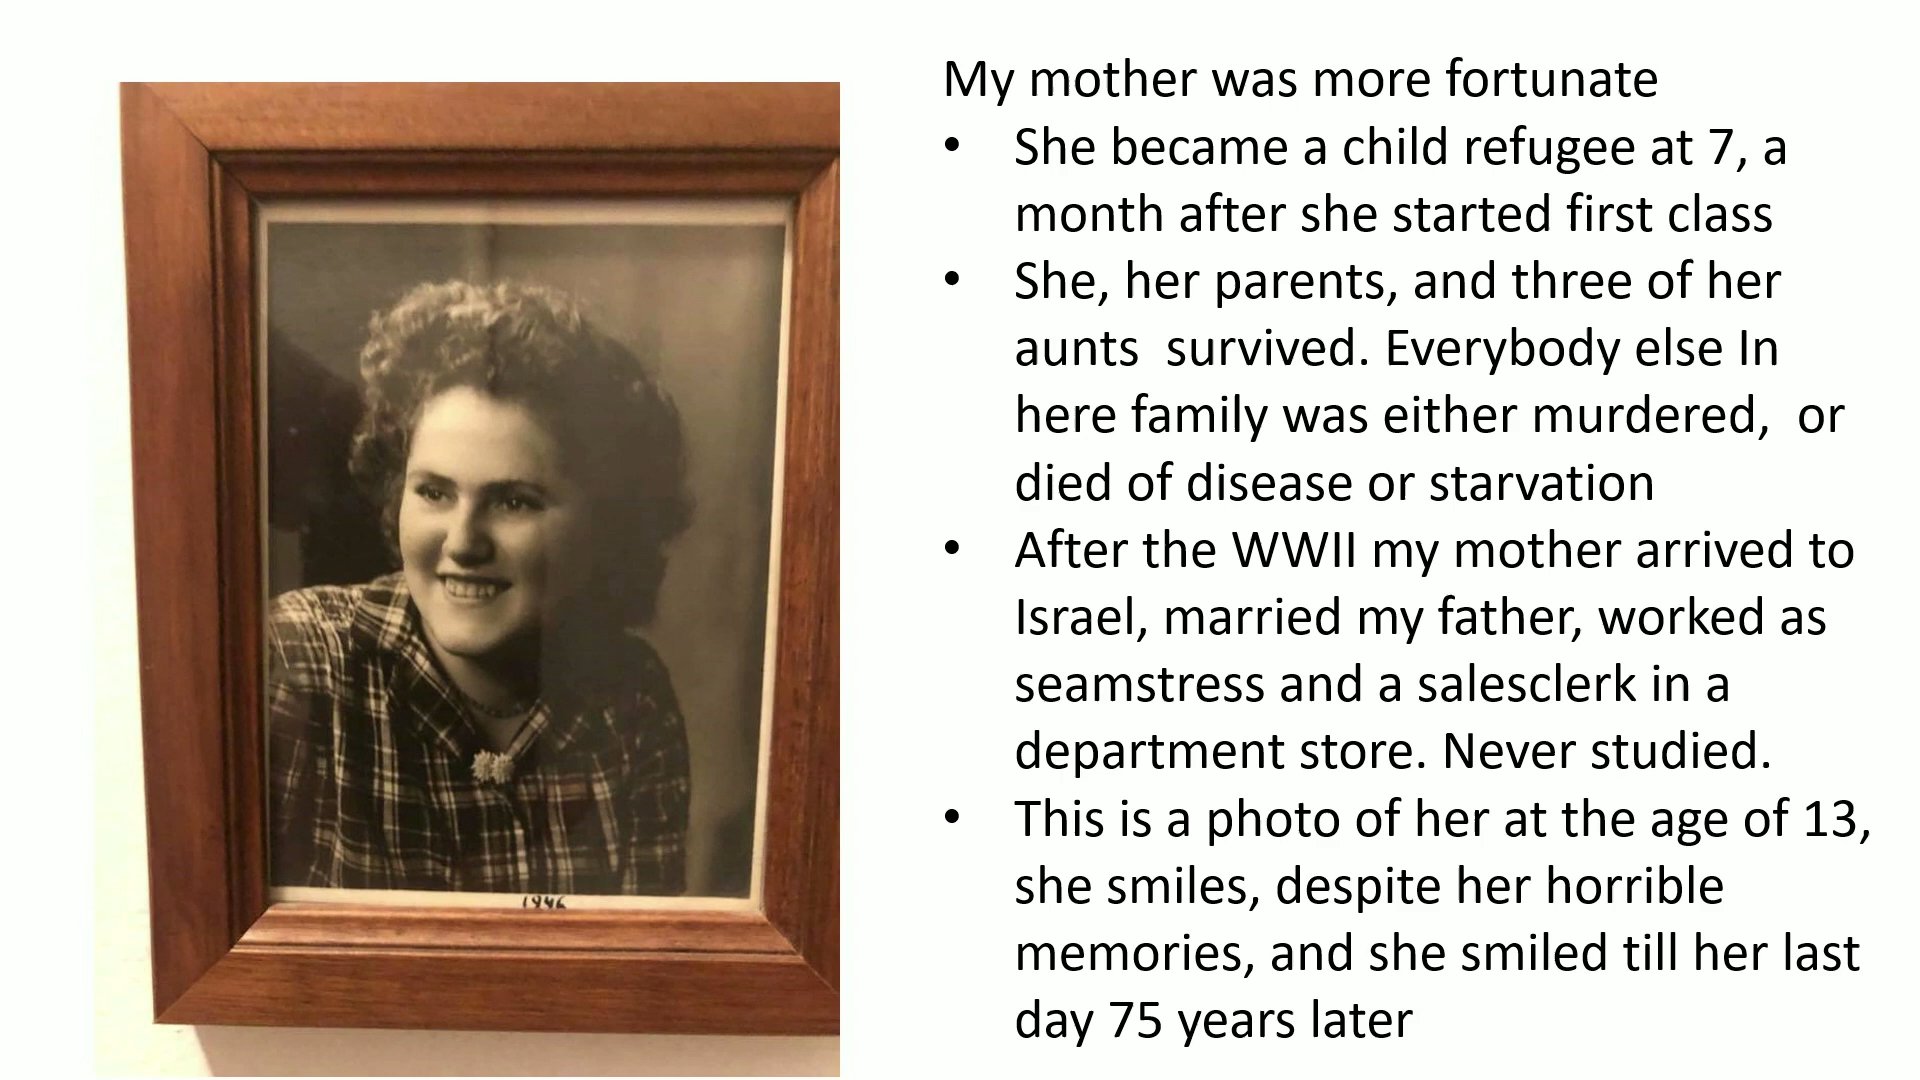 My mother was more fortunate
• She became a child refugee at 7, a
month after she started first class
• She, her parents, and three of her
aunts  survived. Everybody else In
here family was either murdered,  or
died of disease or starvation
• After the WWII my mother arrived to
Israel, married my father, worked as
seamstress and a salesclerk in a
department store. Never studied.
• This is a photo of her at the age of 13,
she smiles, despite her horrible
memories, and she smiled till her last
day 75 years later
1946